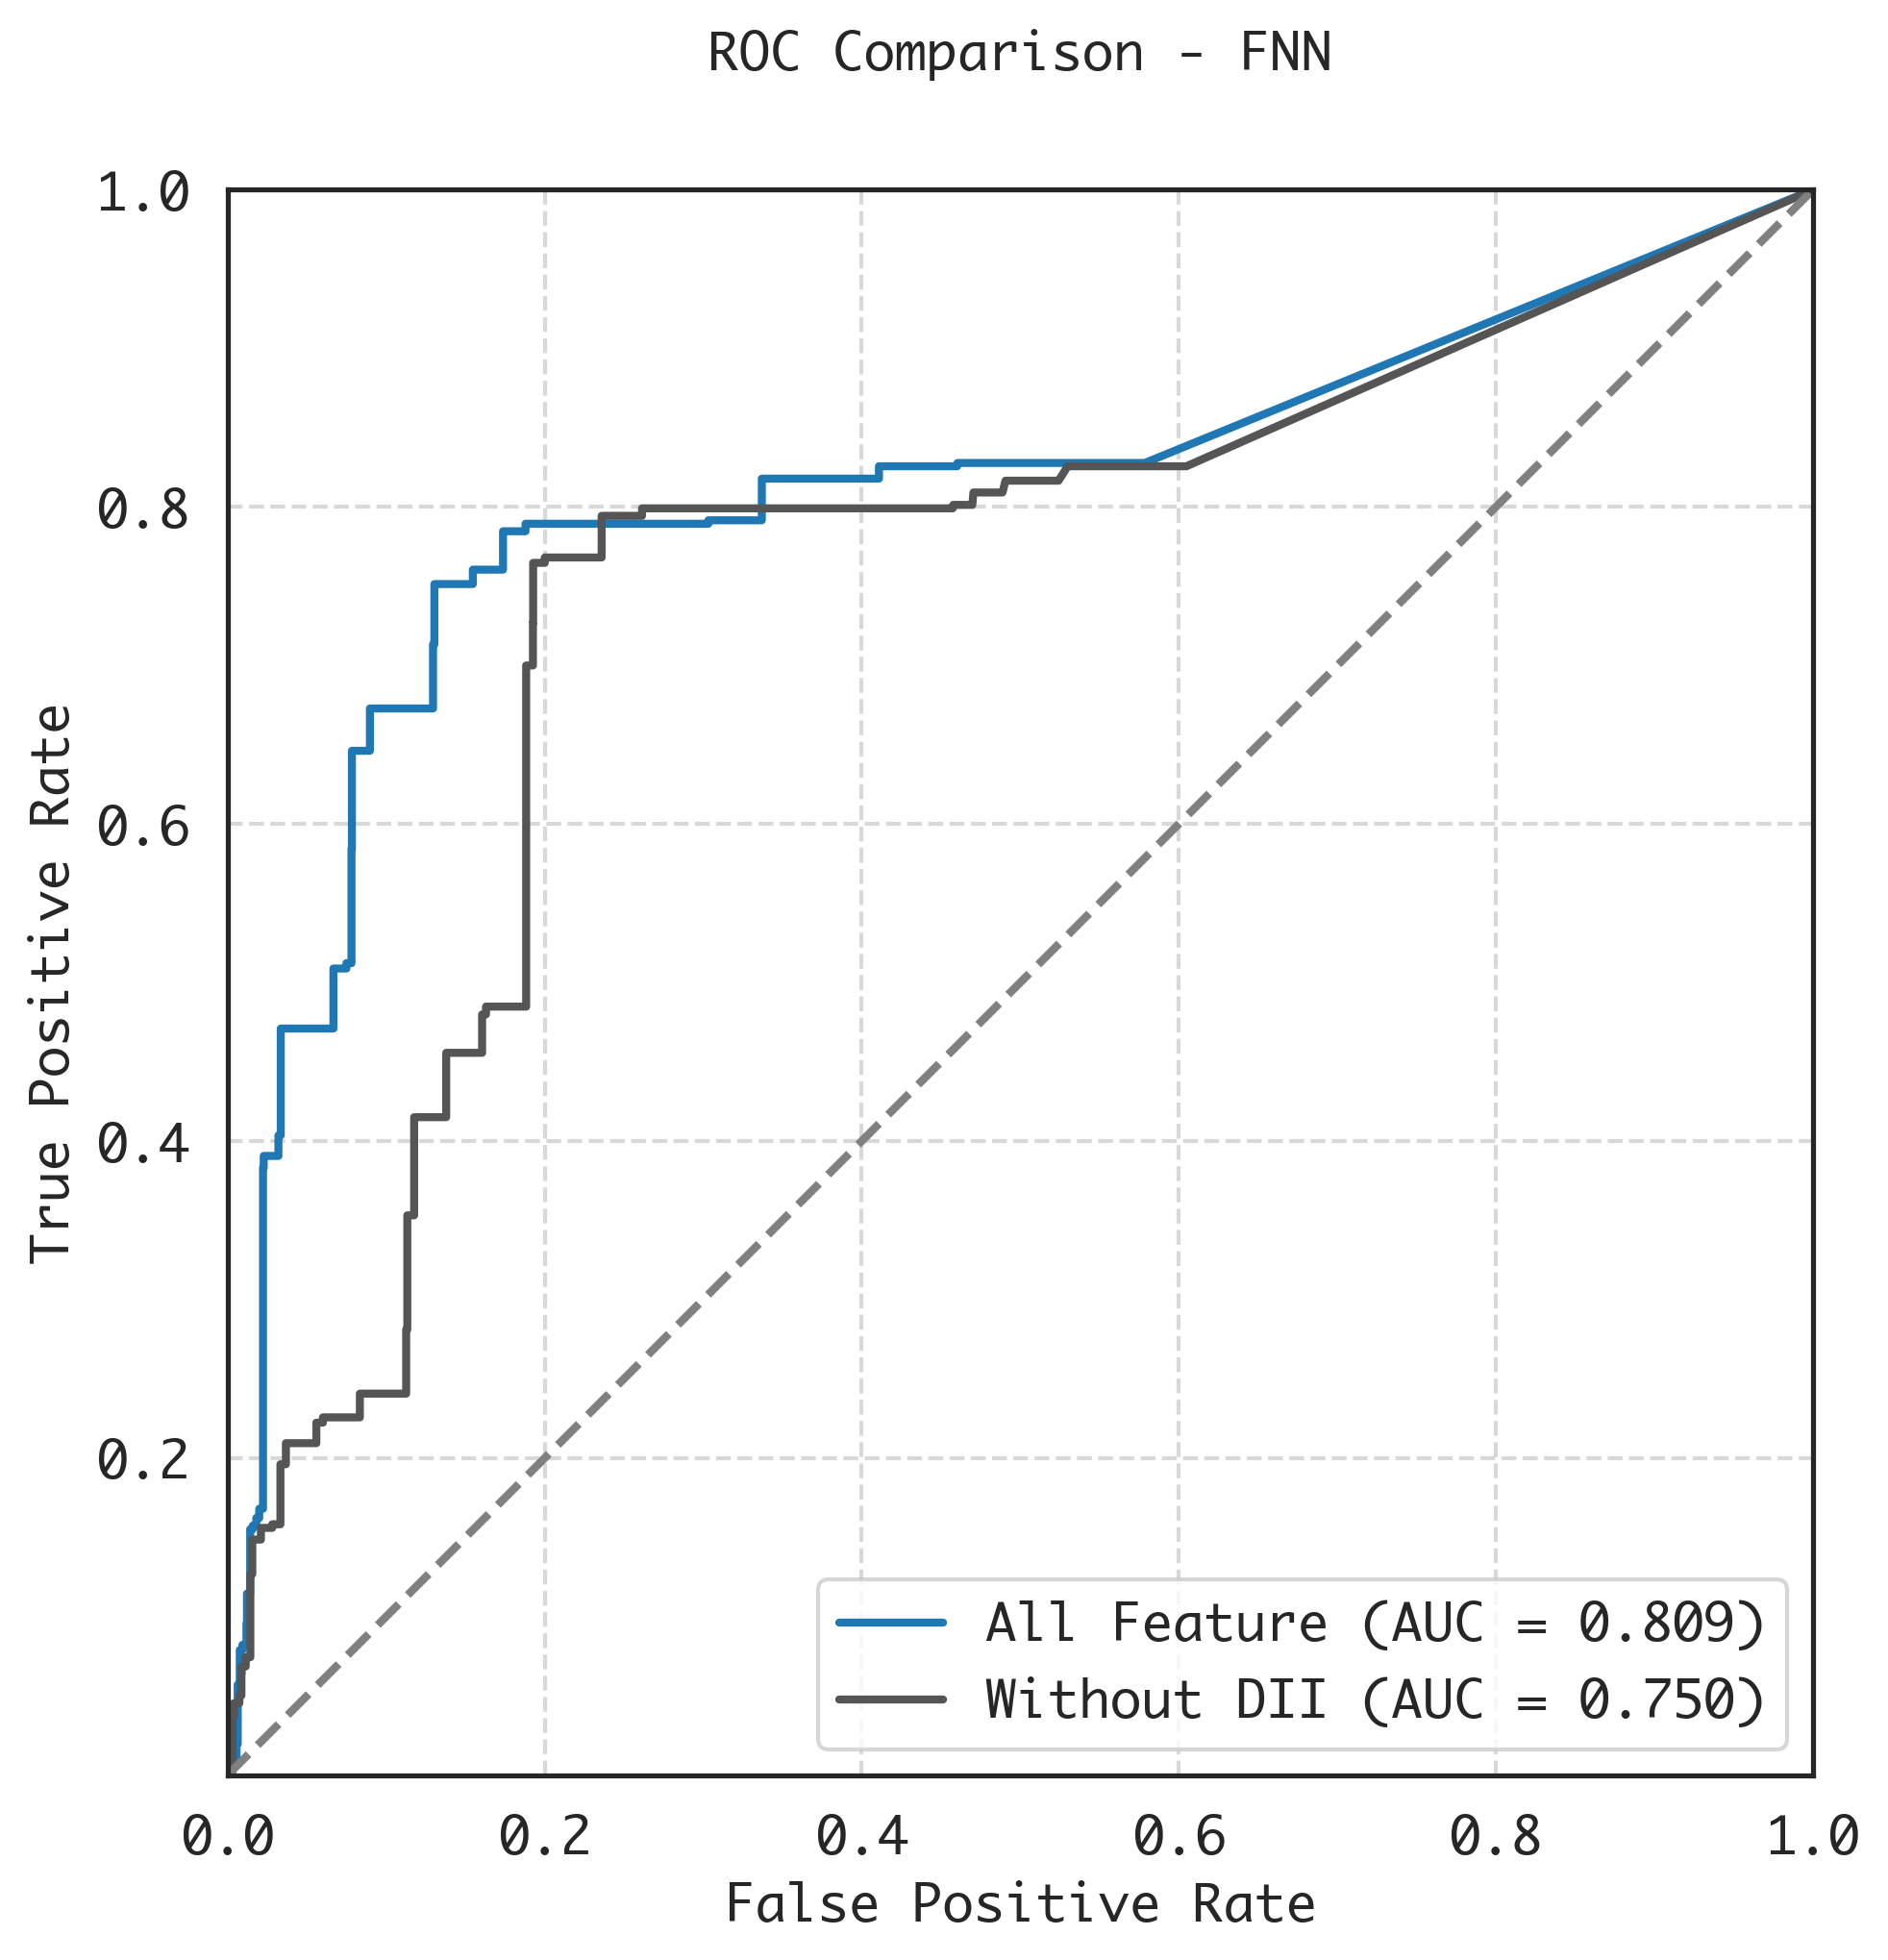 ROC Comparison - FNN
True Positive Rate
1.0
0.8
0.6
0.4
0.2
All Feature (AUC = 0.809)
Without DII (AUC = 0.750)
0.0 0.2 0.4 0.6 0.8 1.0
False Positive Rate